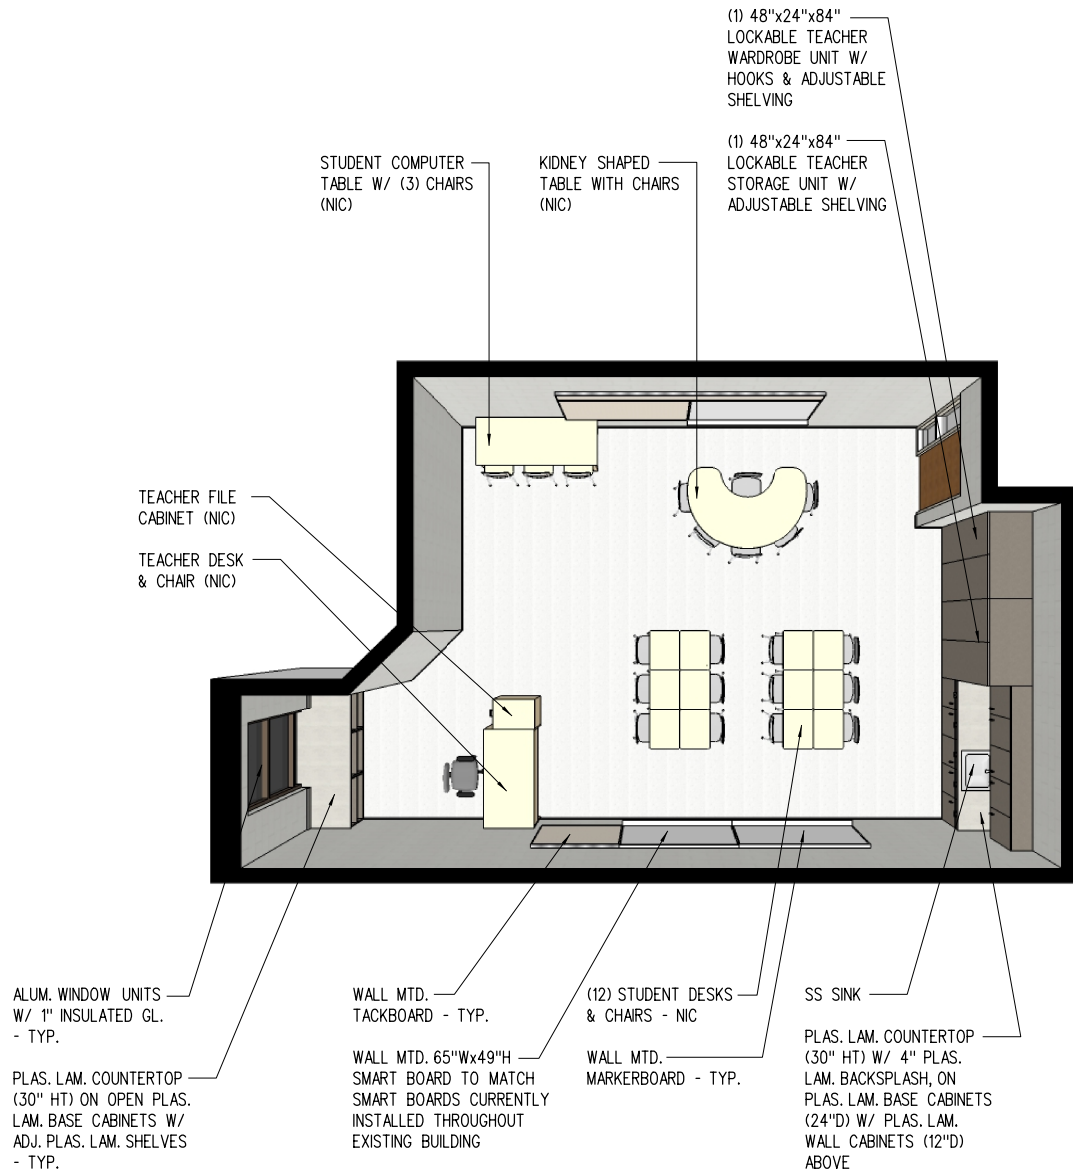 (1) 48"x24"x84"
LOCKABLE TEACHER
WARDROBE UNIT W/
HOOKS & ADJUSTABLE
SHELVING
(1) 48"x24"x84"
LOCKABLE TEACHER
STORAGE UNIT W/
ADJUSTABLE SHELVING
STUDENT COMPUTER
TABLE W/ (3) CHAIRS
(NIC)
KIDNEY SHAPED
TABLE WITH CHAIRS
(NIC)
TEACHER FILE
CABINET (NIC)
TEACHER DESK
& CHAIR (NIC)
ALUM. WINDOW UNITS
W/ 1" INSULATED GL.
- TYP.
PLAS. LAM. COUNTERTOP
(30" HT) ON OPEN PLAS.
LAM. BASE CABINETS W/
ADJ. PLAS. LAM. SHELVES
- TYP.
WALL MTD.
TACKBOARD - TYP.
WALL MTD. 65"Wx49"H
SMART BOARD TO MATCH
SMART BOARDS CURRENTLY
INSTALLED THROUGHOUT
EXISTING BUILDING
(12) STUDENT DESKS
& CHAIRS - NIC
WALL MTD.
MARKERBOARD - TYP.
SS SINK
PLAS. LAM. COUNTERTOP
(30" HT) W/ 4" PLAS.
LAM. BACKSPLASH, ON
PLAS. LAM. BASE CABINETS
(24"D) W/ PLAS. LAM.
WALL CABINETS (12"D)
ABOVE